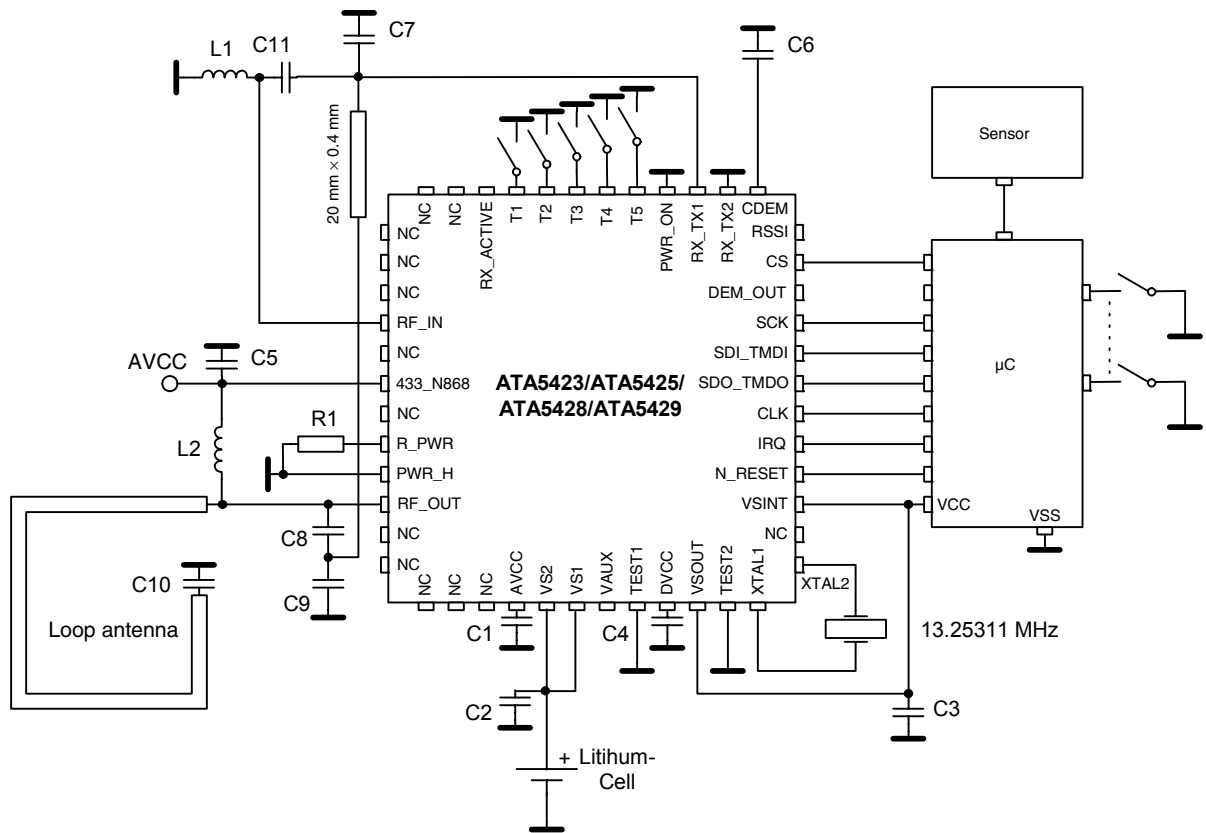 C7
L1
C11
C6
20 mm × 0.4 mm
Sensor
NC
NC
RX_ACTIVE
T1
T2
T3
T4
T5
PWR_ON
RX_TX1
RX_TX2
CDEM
NC
RSSI
NC
CS
NC
DEM_OUT
RF_IN
SCK
NC
SDI_TMDI
µC
AVCC
C5
433_N868
ATA5423/ATA5425/
ATA5428/ATA5429
SDO_TMDO
NC
CLK
L2
R1
R_PWR
IRQ
PWR_H
N_RESET
RF_OUT
VSINT
VCC
VSS
C8
NC
NC
C10
C9
NC
XTAL2
NC
NC
NC
AVCC
VS2
VS1
VAUX
TEST1
DVCC
VSOUT
TEST2
XTAL1
Loop antenna
C1
C4
13.25311 MHz
C2
C3
+ Litihum-
Cell